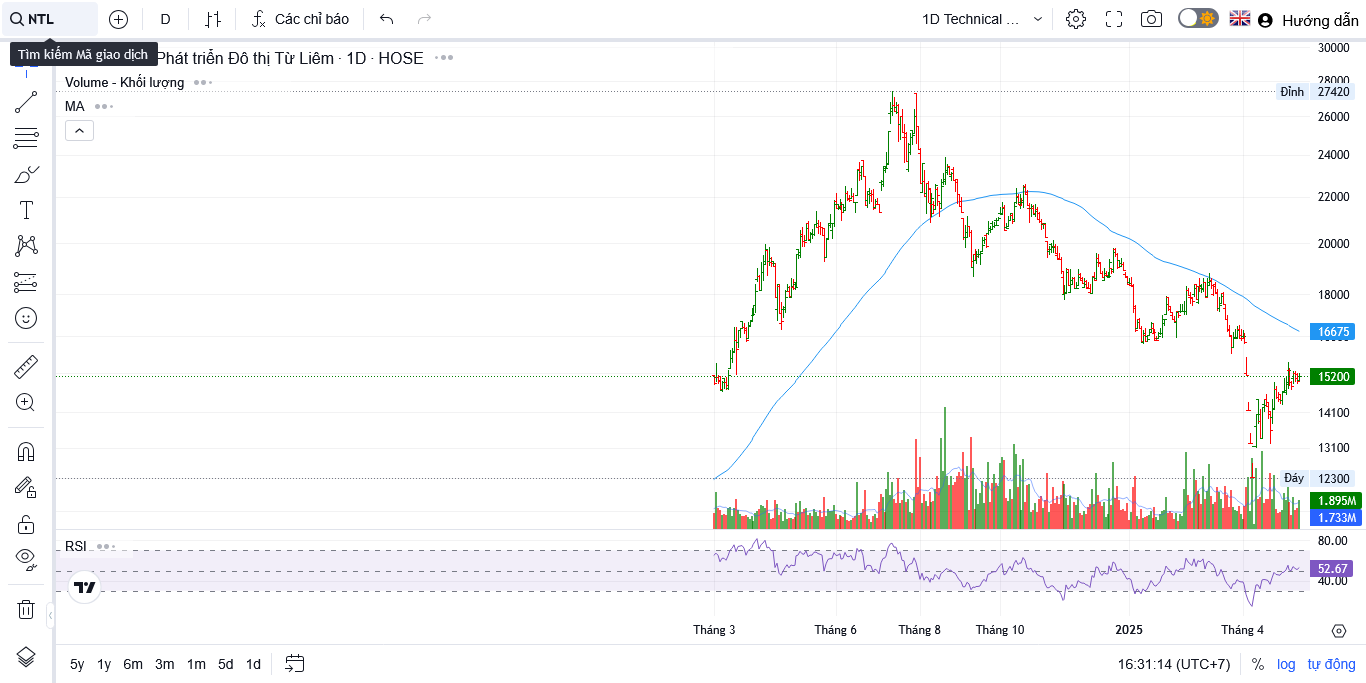 NTL
D
Các chỉ báo
1D Technical ...
Hướng dẫn
Tìm kiếm Mã giao dịch
Phát triển Đô thị Từ Liêm · 1D · HOSE
Volume - Khối lượng
MA
30000
28000
Đỉnh 27420
26000
24000
22000
20000
18000
16675
15200
14100
13100
Đáy 12300
1.895M
1.733M
RSI
80.00
52.67
40.00
Tháng 3
Tháng 6
Tháng 8
Tháng 10
2025
Tháng 4
5y 1y 6m 3m 1m 5d 1d
16:31:14 (UTC+7)
% log tự động